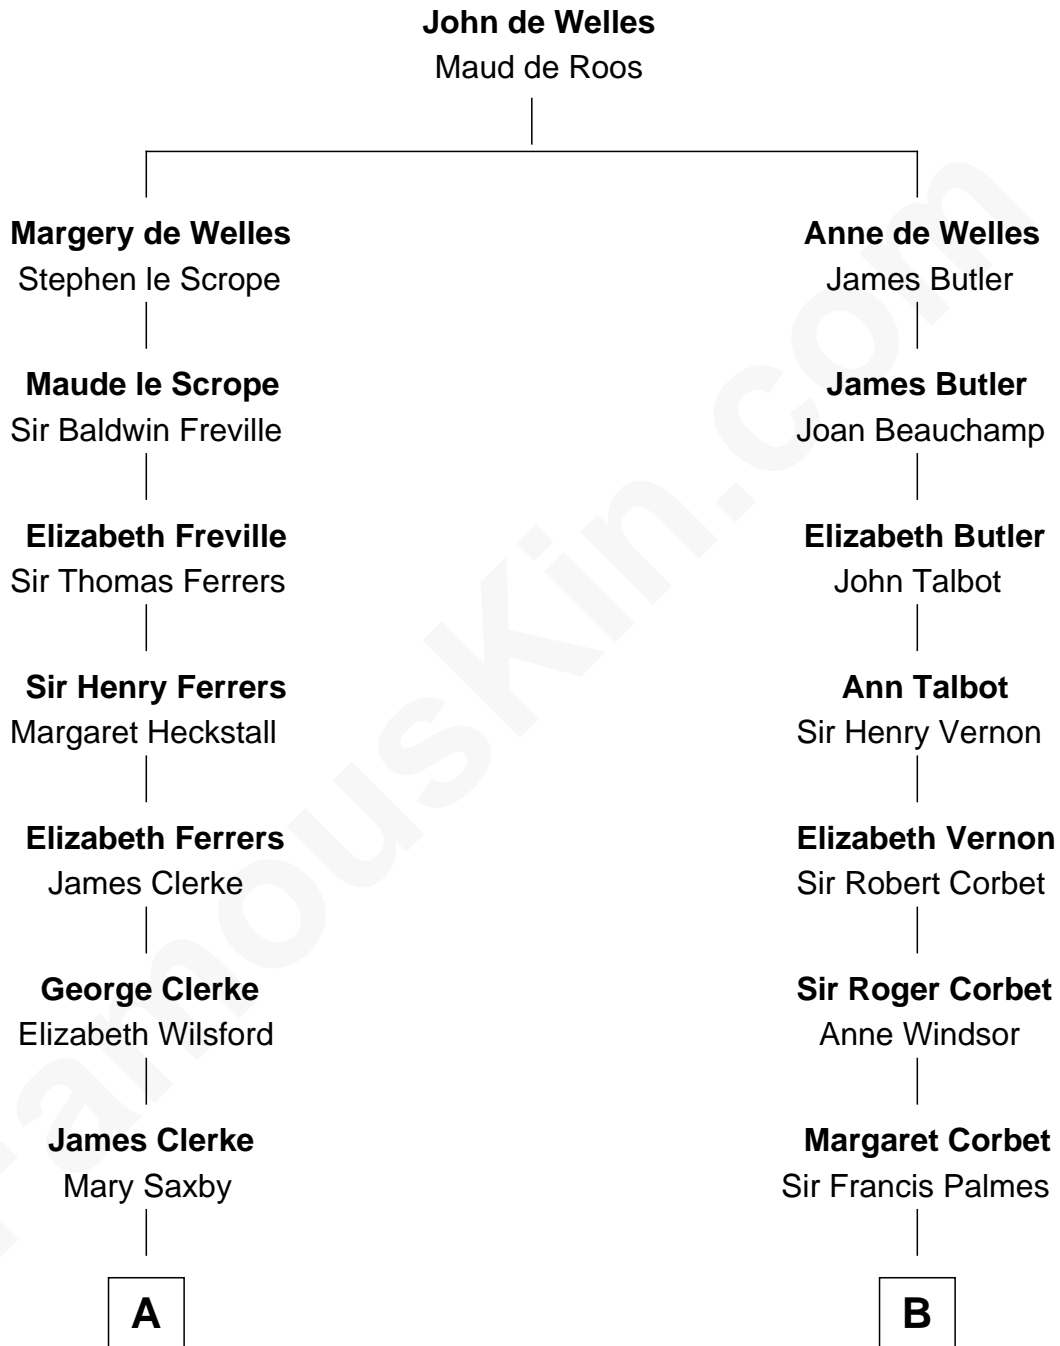 John de Welles
Maud de Roos
Margery de Welles
Stephen le Scrope
Anne de Welles
James Butler
Maude le Scrope
Sir Baldwin Freville
James Butler
Joan Beauchamp
Elizabeth Freville
Sir Thomas Ferrers
Elizabeth Butler
John Talbot
Sir Henry Ferrers
Margaret Heckstall
Ann Talbot
Sir Henry Vernon
Elizabeth Ferrers
James Clerke
Elizabeth Vernon
Sir Robert Corbet
George Clerke
Elizabeth Wilsford
Sir Roger Corbet
Anne Windsor
James Clerke
Mary Saxby
Margaret Corbet
Sir Francis Palmes
A
B
FamousKin.com